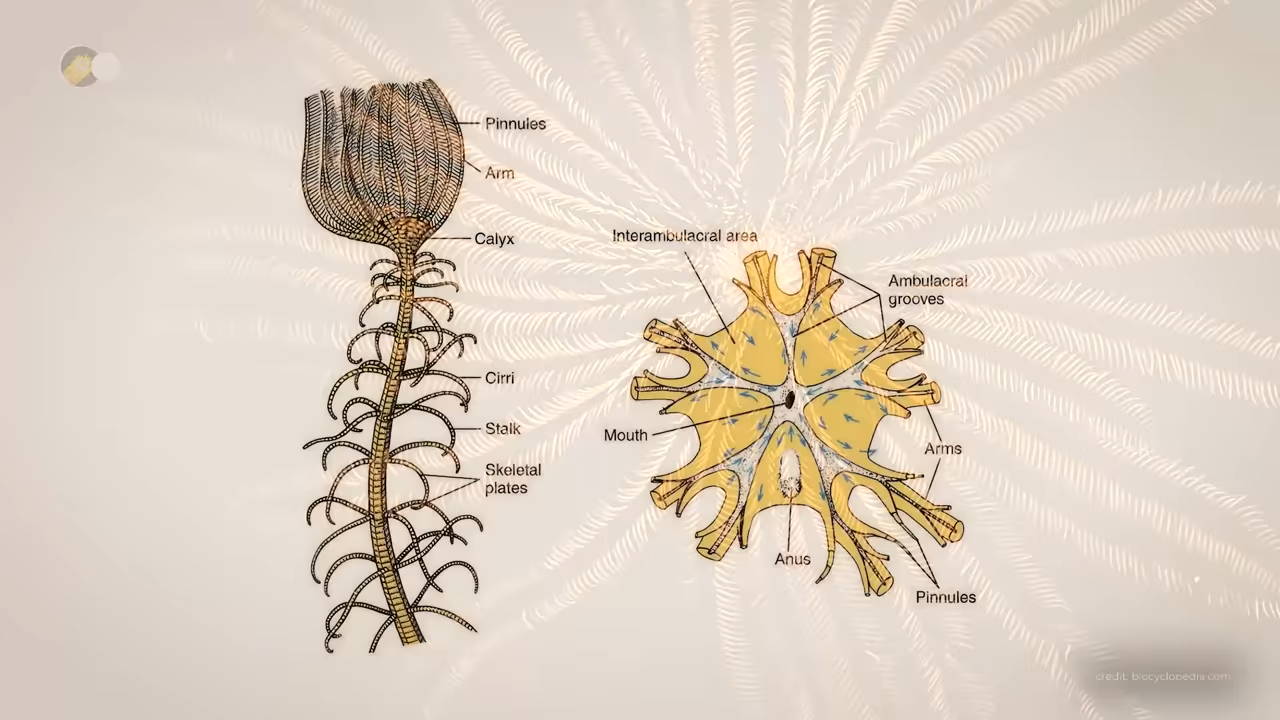 Pinnules
Arm
Calyx
Cirri
Stalk
Skeletal
plates
Interambulacral area
Ambulacral
grooves
Mouth
Arms
Anus
Pinnules
credit: biocyclopedia.com